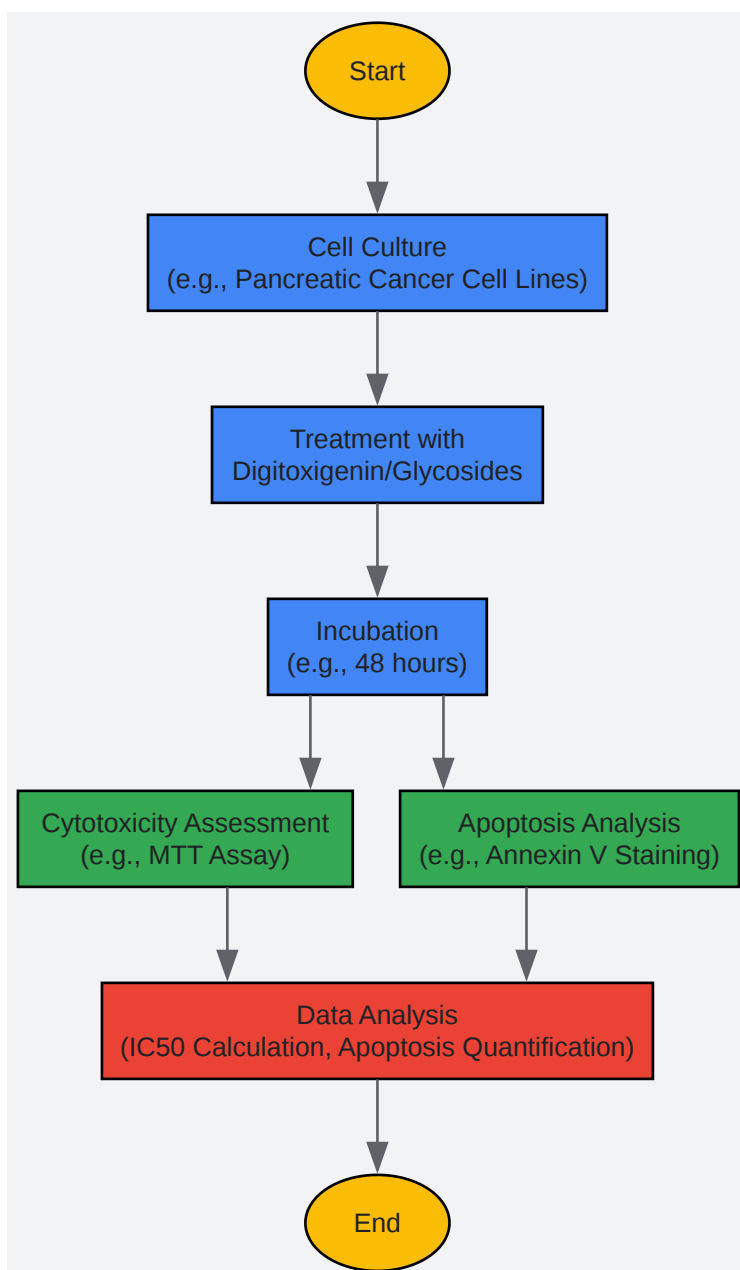 Start
Cell Culture
(e.g., Pancreatic Cancer Cell Lines)
Treatment with
Digitoxigenin/Glycosides
Incubation
(e.g., 48 hours)
Cytotoxicity Assessment
(e.g., MTT Assay)
Apoptosis Analysis
(e.g., Annexin V Staining)
Data Analysis
(IC50 Calculation, Apoptosis Quantification)
End